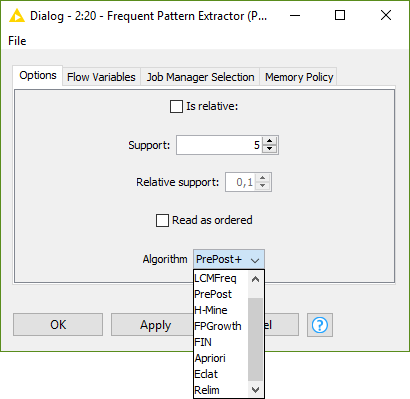 Dialog - 2:20 - Frequent Pattern Extractor (P...
File
Options Flow Variables Job Manager Selection Memory Policy
Is relative:
Support: 5
Relative support: 0,1
Read as ordered
Algorithm PrePost+
LCMFreq
PrePost
H-Mine
FPGrowth
FIN
Apriori
Eclat
Relim
OK Apply